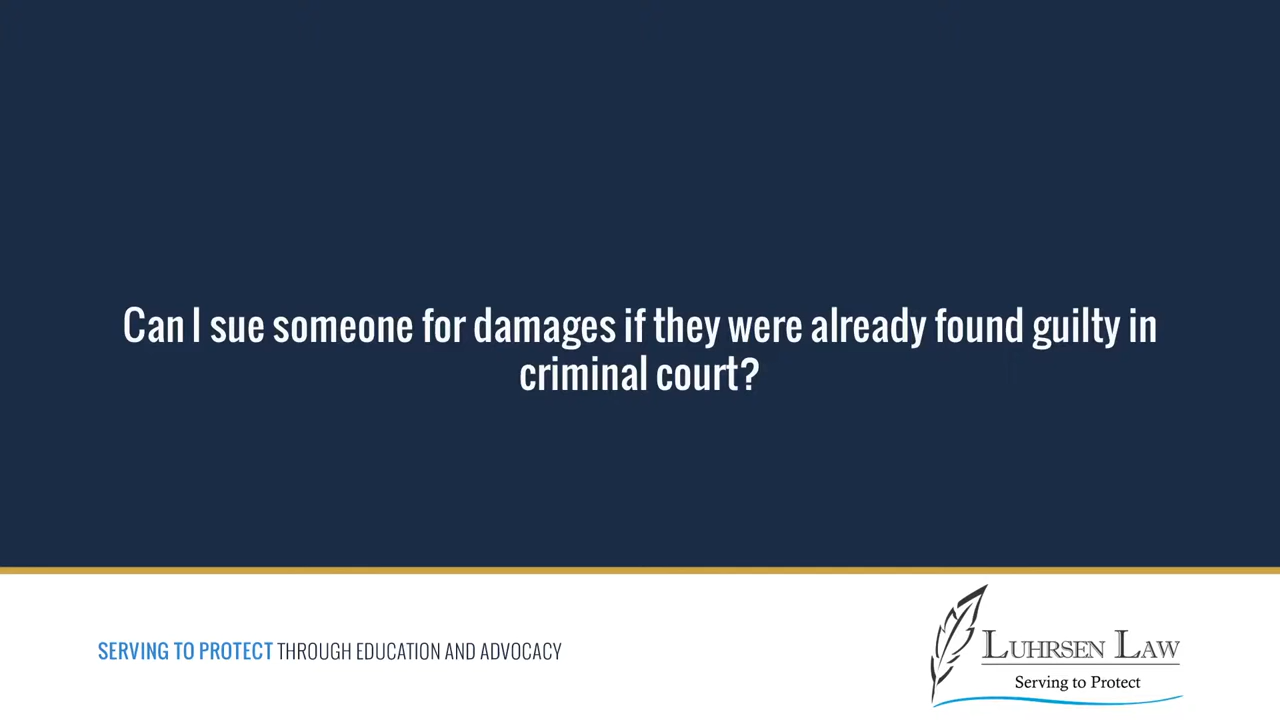 Can I sue someone for damages if they were already found guilty in
criminal court?
SERVING TO PROTECT THROUGH EDUCATION AND ADVOCACY
LUHRSEN LAW
Serving to Protect